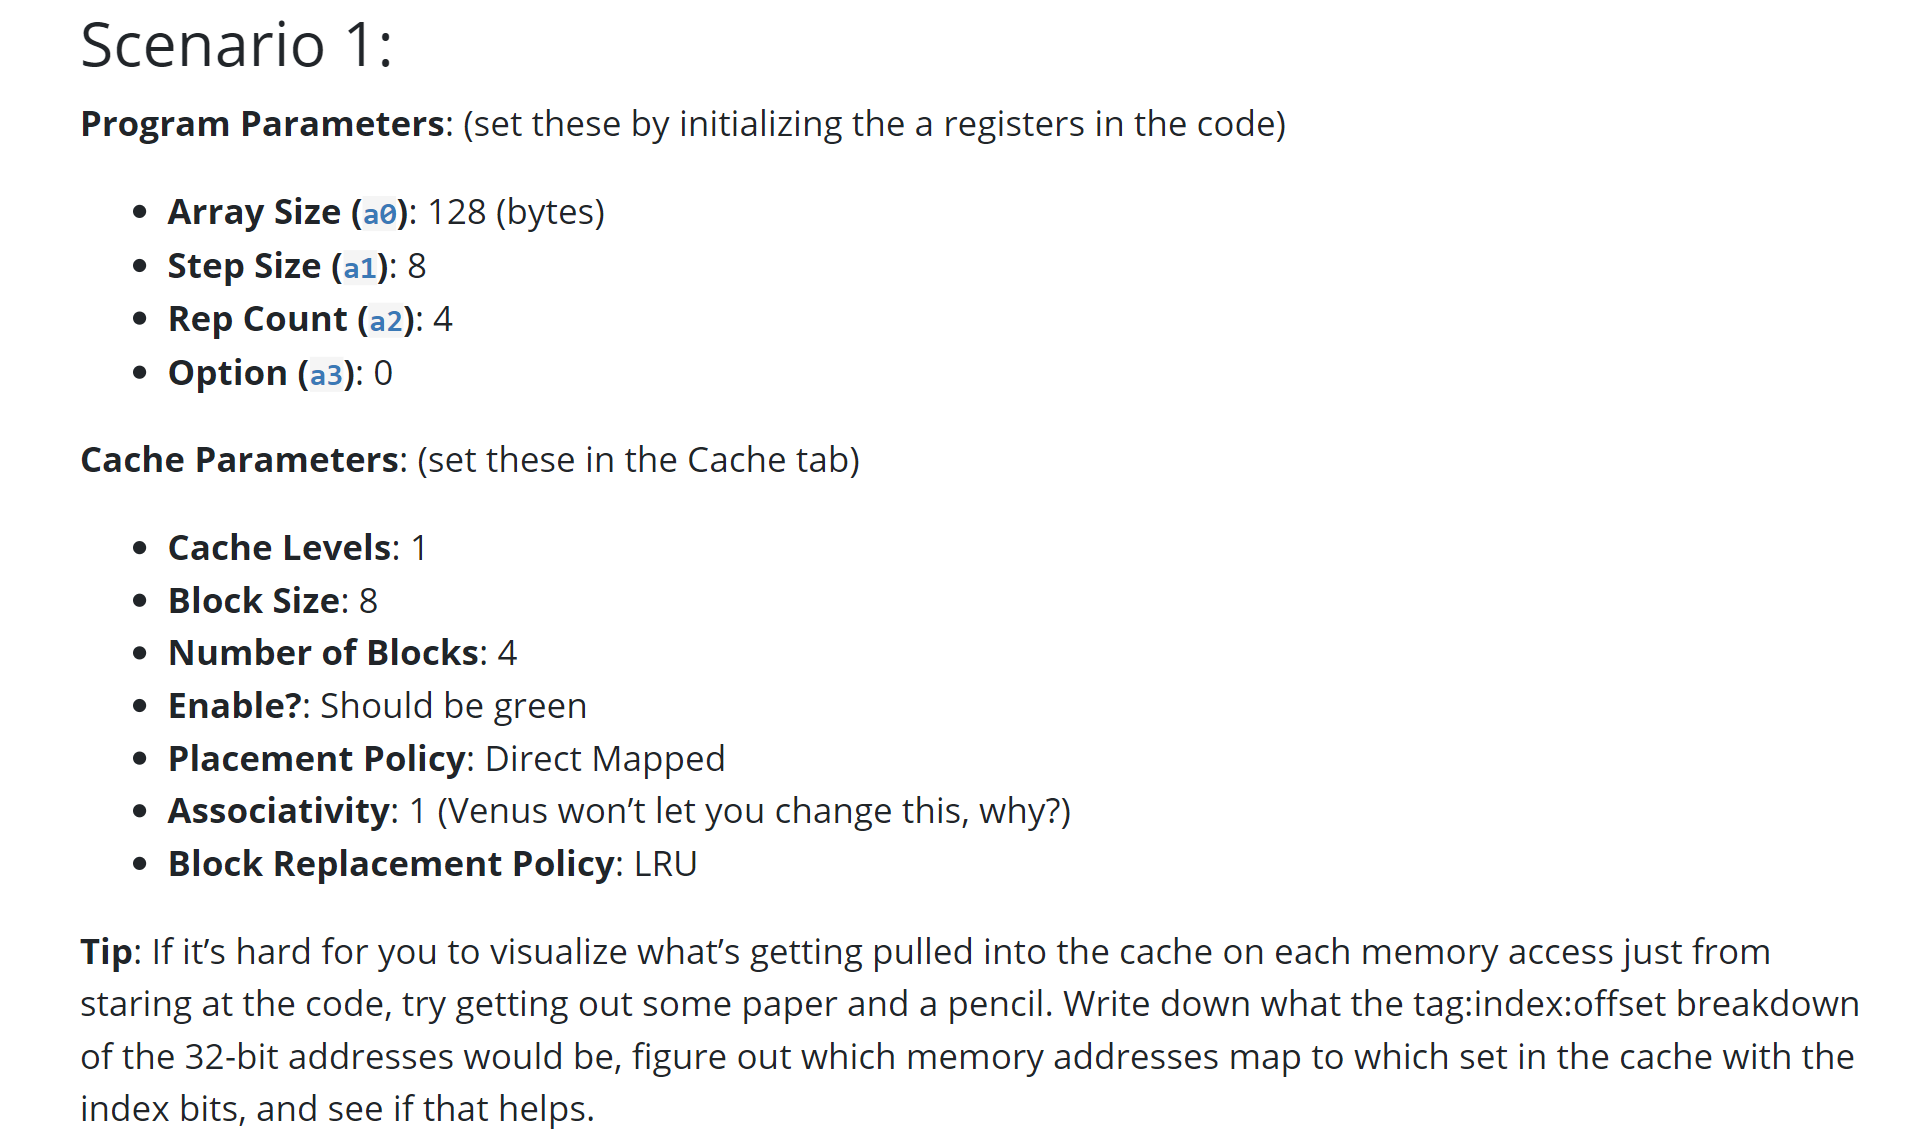 Scenario 1:
Program Parameters: (set these by initializing the a registers in the code)
• Array Size (a0): 128 (bytes)
• Step Size (a1): 8
• Rep Count (a2): 4
• Option (a3): 0
Cache Parameters: (set these in the Cache tab)
• Cache Levels: 1
• Block Size: 8
• Number of Blocks: 4
• Enable?: Should be green
• Placement Policy: Direct Mapped
• Associativity: 1 (Venus won’t let you change this, why?)
• Block Replacement Policy: LRU
Tip: If it’s hard for you to visualize what’s getting pulled into the cache on each memory access just from
staring at the code, try getting out some paper and a pencil. Write down what the tag:index:offset breakdown
of the 32-bit addresses would be, figure out which memory addresses map to which set in the cache with the
index bits, and see if that helps.